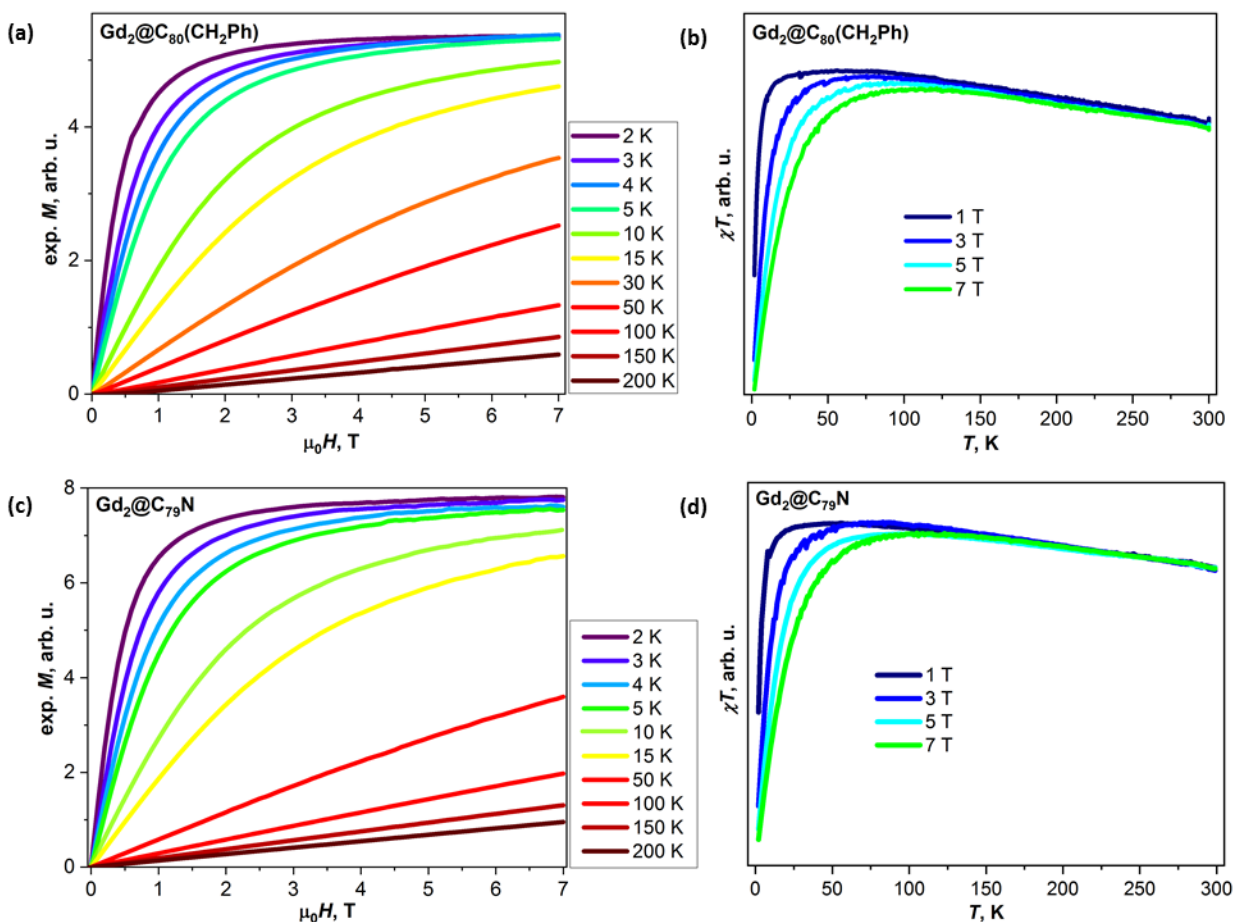 (a)
Gd₂@C₈₀(CH₂Ph)
exp. M, arb. u.
4
2
0
0 1 2 3 4 5 6 7
μ₀H, T
2 K
3 K
4 K
5 K
10 K
15 K
30 K
50 K
100 K
150 K
200 K
(b)
Gd₂@C₈₀(CH₂Ph)
χT, arb. u.
1 T
3 T
5 T
7 T
0 50 100 150 200 250 300
T, K
(c)
Gd₂@C₇₉N
exp. M, arb. u.
8
6
4
2
0
0 1 2 3 4 5 6 7
μ₀H, T
2 K
3 K
4 K
5 K
10 K
15 K
50 K
100 K
150 K
200 K
(d)
Gd₂@C₇₉N
χT, arb. u.
1 T
3 T
5 T
7 T
0 50 100 150 200 250 300
T, K